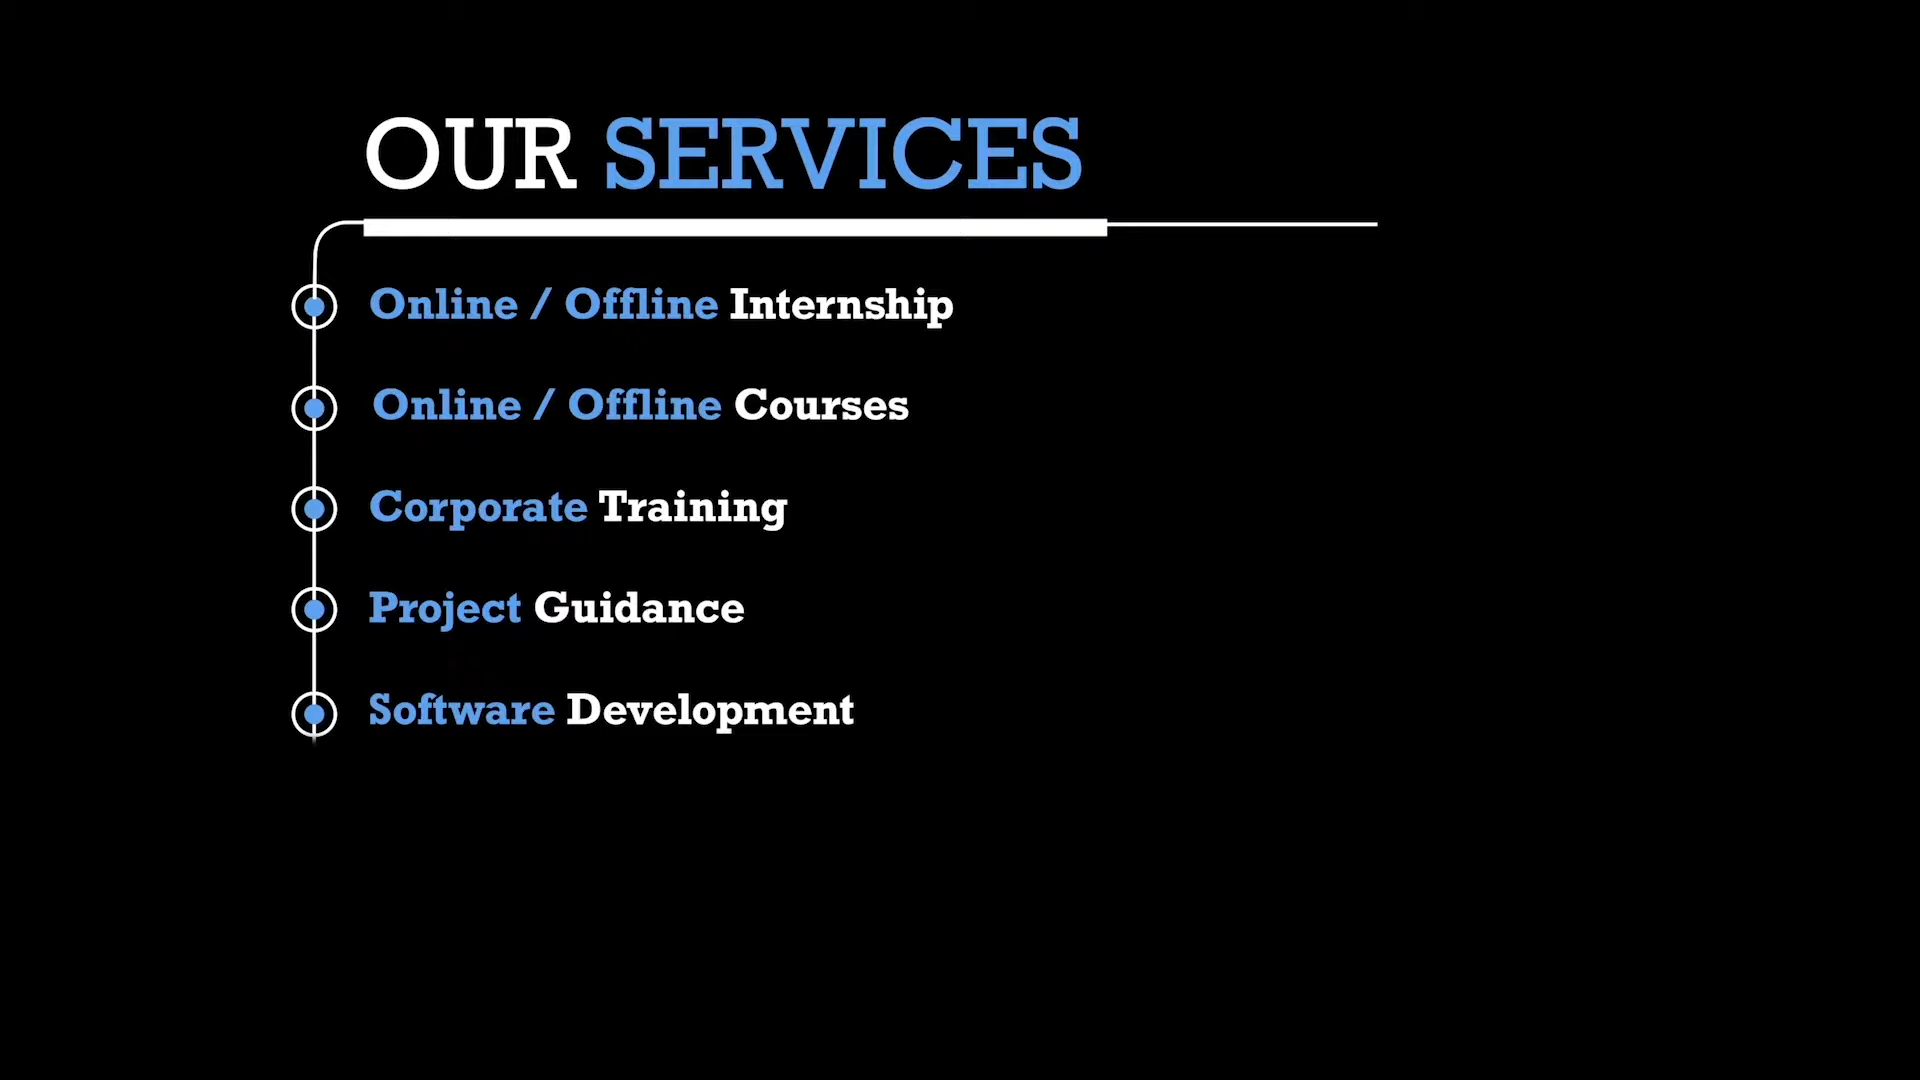 OUR SERVICES
Online / Offline Internship
Online / Offline Courses
Corporate Training
Project Guidance
Software Development